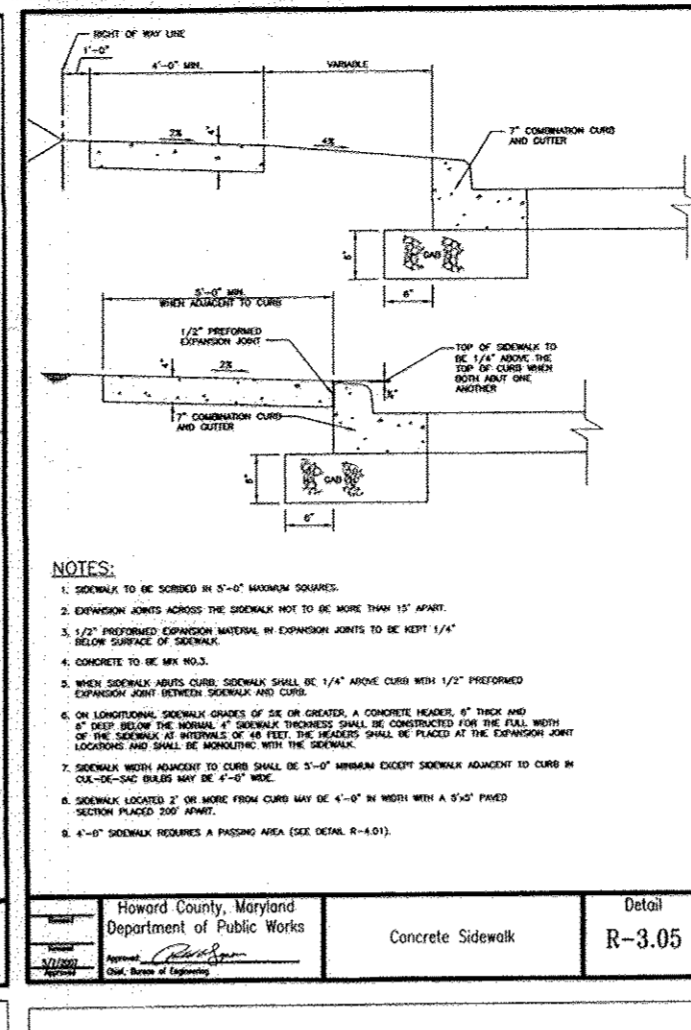 RIGHT OF WAY LINE
1'-0"
4'-0" MIN.
VARIABLE
2%
4"
4%
7" COMBINATION CURB
AND GUTTER
6"
GAB
6"
5'-0" MIN.
WHEN ADJACENT TO CURB
1/2" PREFORMED
EXPANSION JOINT
4"
2%
TOP OF SIDEWALK TO
BE 1/4" ABOVE THE
TOP OF CURB WHEN
BOTH ABUT ONE
ANOTHER
7" COMBINATION CURB
AND GUTTER
6"
GAB
6"
NOTES:
1. SIDEWALK TO BE SCRIBED IN 5'-0" MAXIMUM SQUARES.
2. EXPANSION JOINTS ACROSS THE SIDEWALK NOT TO BE MORE THAN 15' APART.
3. 1/2" PREFORMED EXPANSION MATERIAL IN EXPANSION JOINTS TO BE KEPT 1/4"
BELOW SURFACE OF SIDEWALK.
4. CONCRETE TO BE MIX NO.3.
5. WHEN SIDEWALK ABUTS CURB, SIDEWALK SHALL BE 1/4" ABOVE CURB WITH 1/2" PREFORMED
EXPANSION JOINT BETWEEN SIDEWALK AND CURB.
6. ON LONGITUDINAL SIDEWALK GRADES OF 5% OR GREATER, A CONCRETE HEADER, 6" THICK AND
6" DEEP BELOW THE NORMAL 4" SIDEWALK THICKNESS SHALL BE CONSTRUCTED FOR THE FULL WIDTH
OF THE SIDEWALK AT INTERVALS OF 48 FEET. THE HEADERS SHALL BE PLACED AT THE EXPANSION JOINT
LOCATIONS AND SHALL BE MONOLITHIC WITH THE SIDEWALK.
7. SIDEWALK WIDTH ADJACENT TO CURB SHALL BE 5'-0" MINIMUM EXCEPT SIDEWALK ADJACENT TO CURB IN
CUL-DE-SAC BULBS MAY BE 4'-0" WIDE.
8. SIDEWALK LOCATED 2' OR MORE FROM CURB MAY BE 4'-0" IN WIDTH WITH A 5'x5' PAVED
SECTION PLACED 200' APART.
9. 4'-0" SIDEWALK REQUIRES A PASSING AREA (SEE DETAIL R-4.01).
Revised
Revised
Approved
Howard County, Maryland
Department of Public Works
Approved:
Chief, Bureau of Engineering
Concrete Sidewalk
Detail
R-3.05